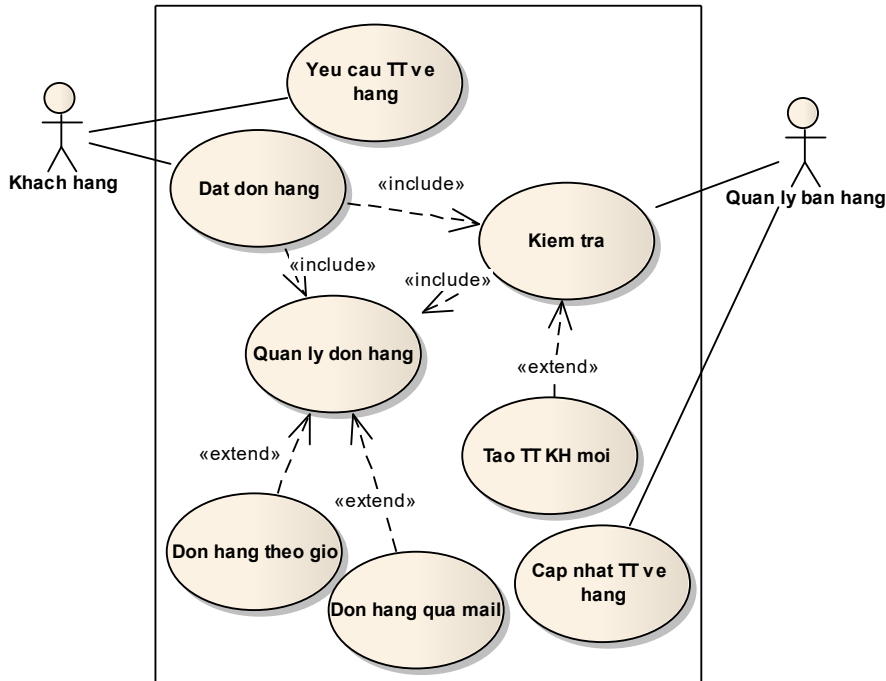 Yeu cau TT ve
hang
Khach hang
Quan ly ban hang
Dat don hang
«include»
Kiem tra
«include»
«include»
Quan ly don hang
«extend»
«extend»
Tao TT KH moi
«extend»
Don hang theo gio
Cap nhat TT ve
hang
Don hang qua mail